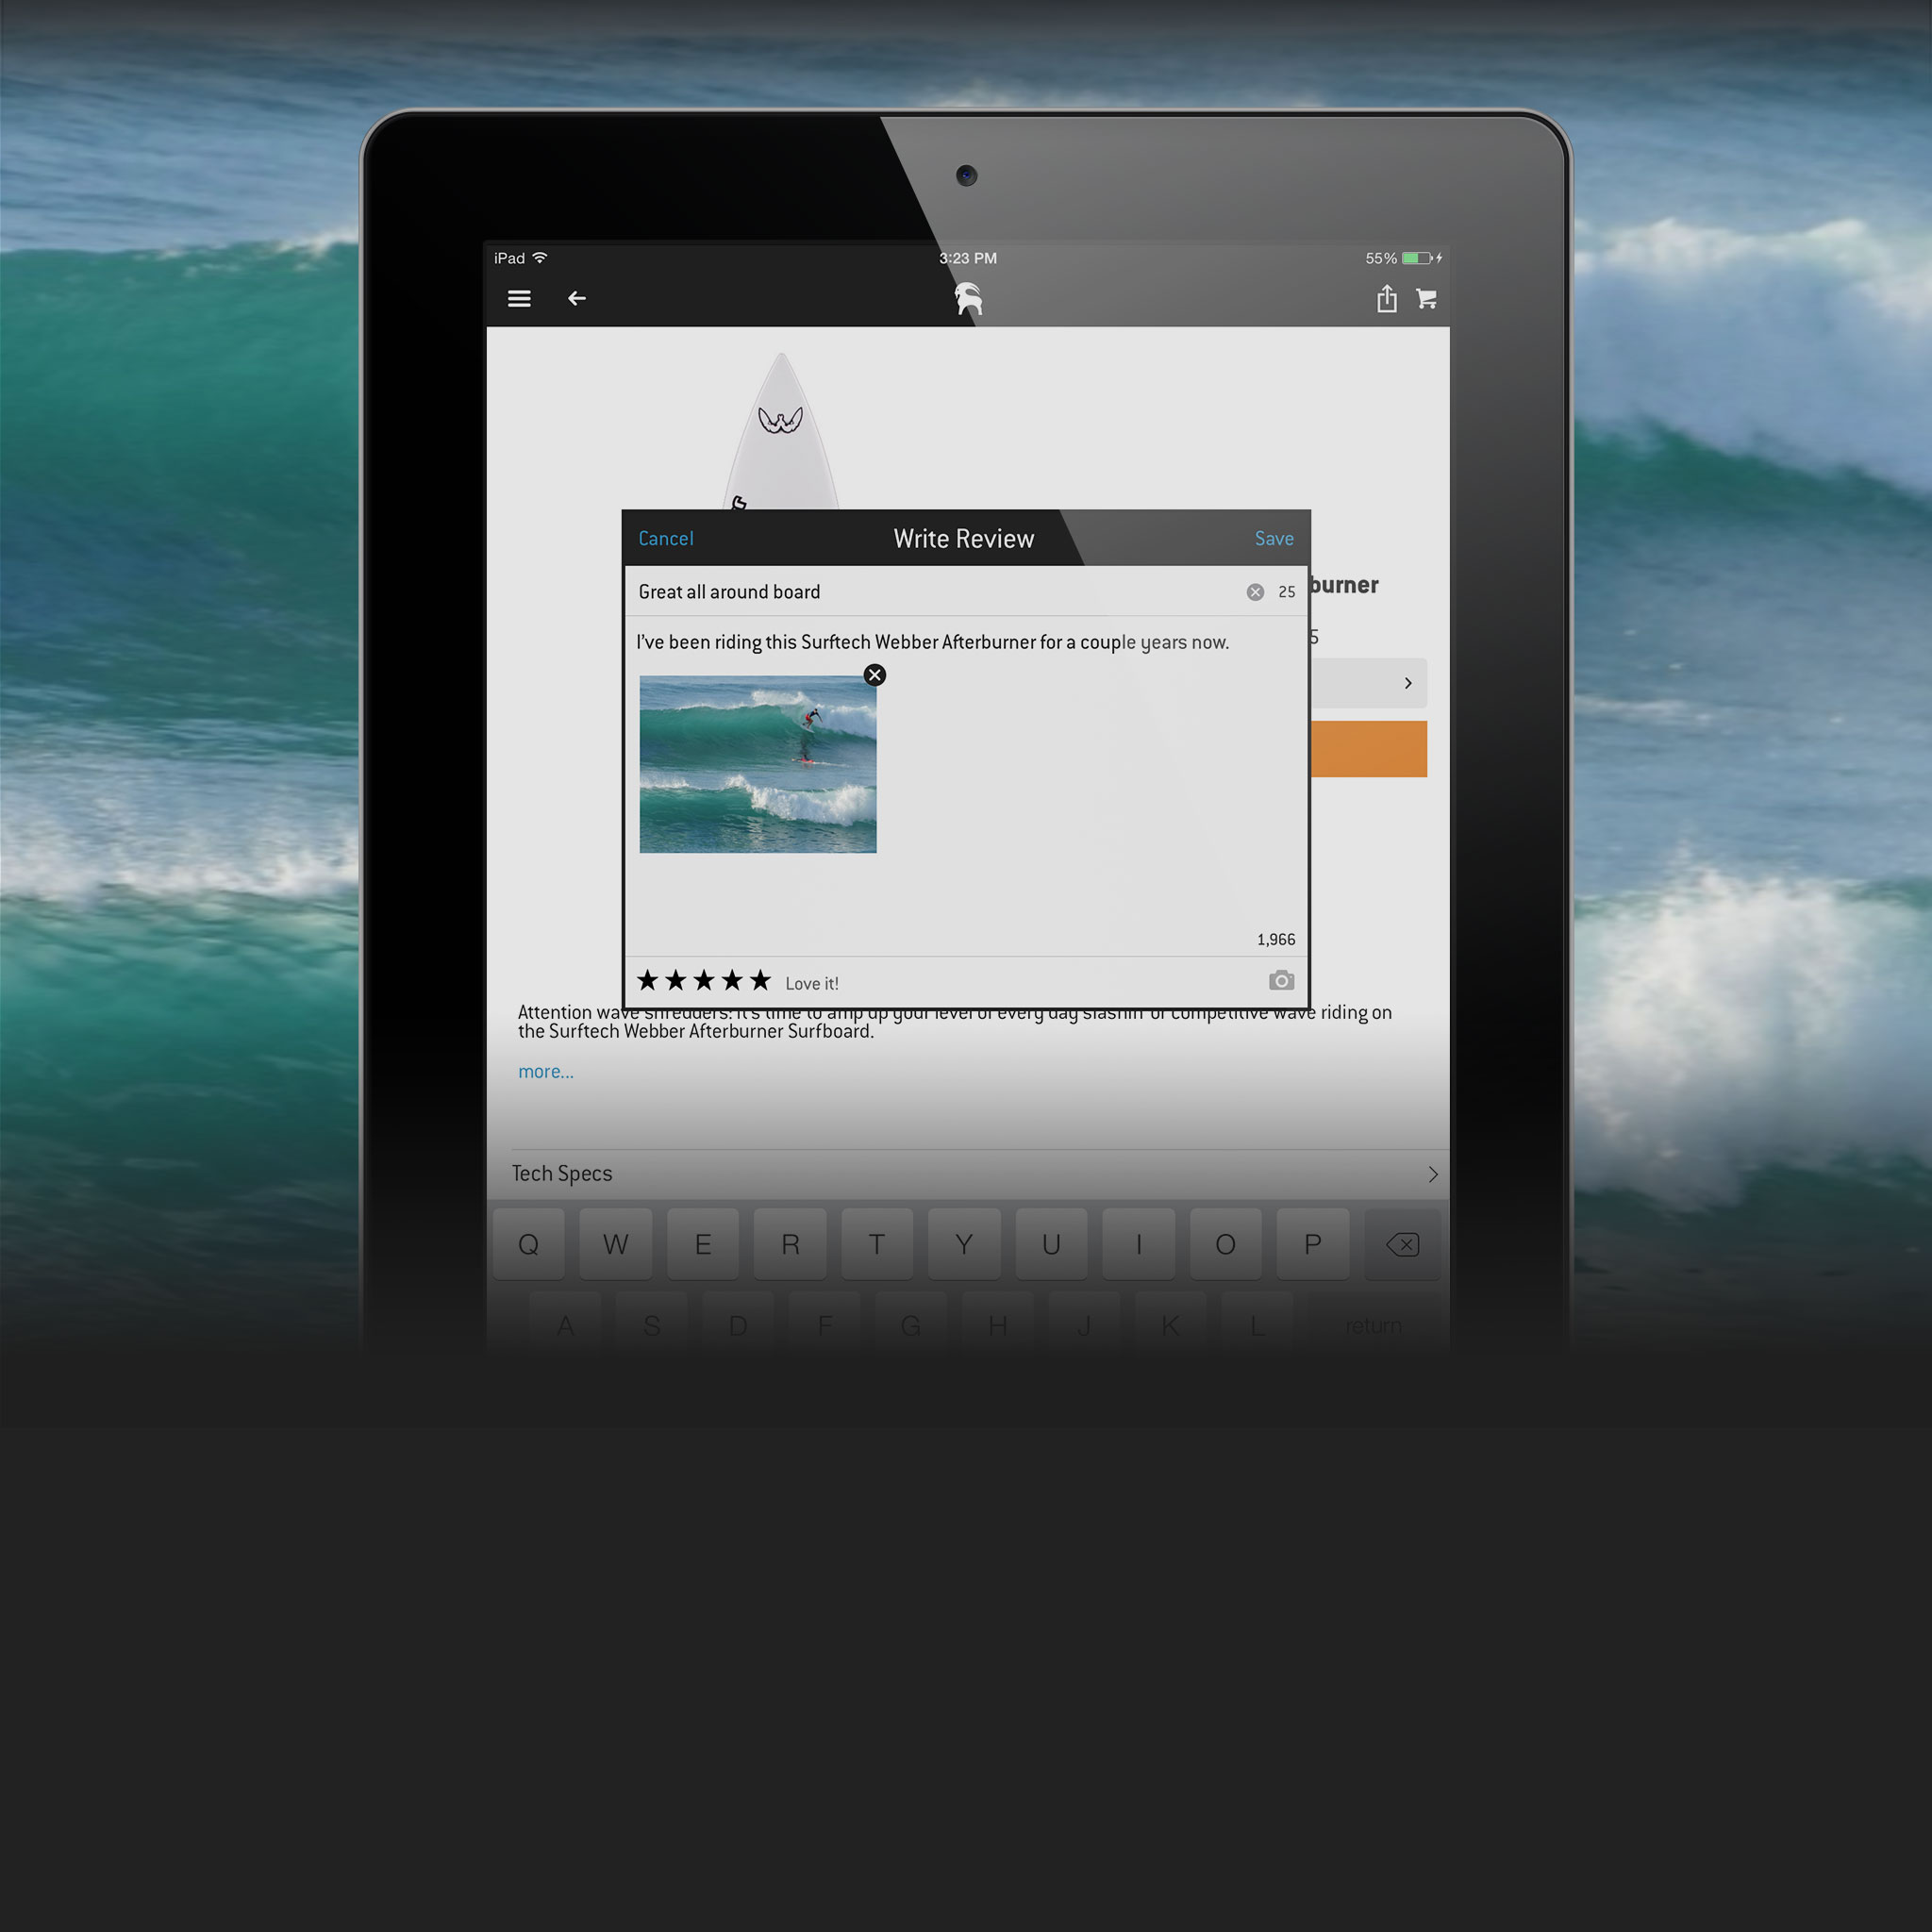 iPad 3:23 PM 55%
Cancel Write Review Save
Great all around board 25
burner
I've been riding this Surftech Webber Afterburner for a couple years now.
5
1,966
★★★★★ Love it!
Attention wave shredders: it's time to amp up your level of every day slashin' or competitive wave riding on
the Surftech Webber Afterburner Surfboard.
more...
Tech Specs
Q W E R T Y U I O P
A S D F G H J K L return